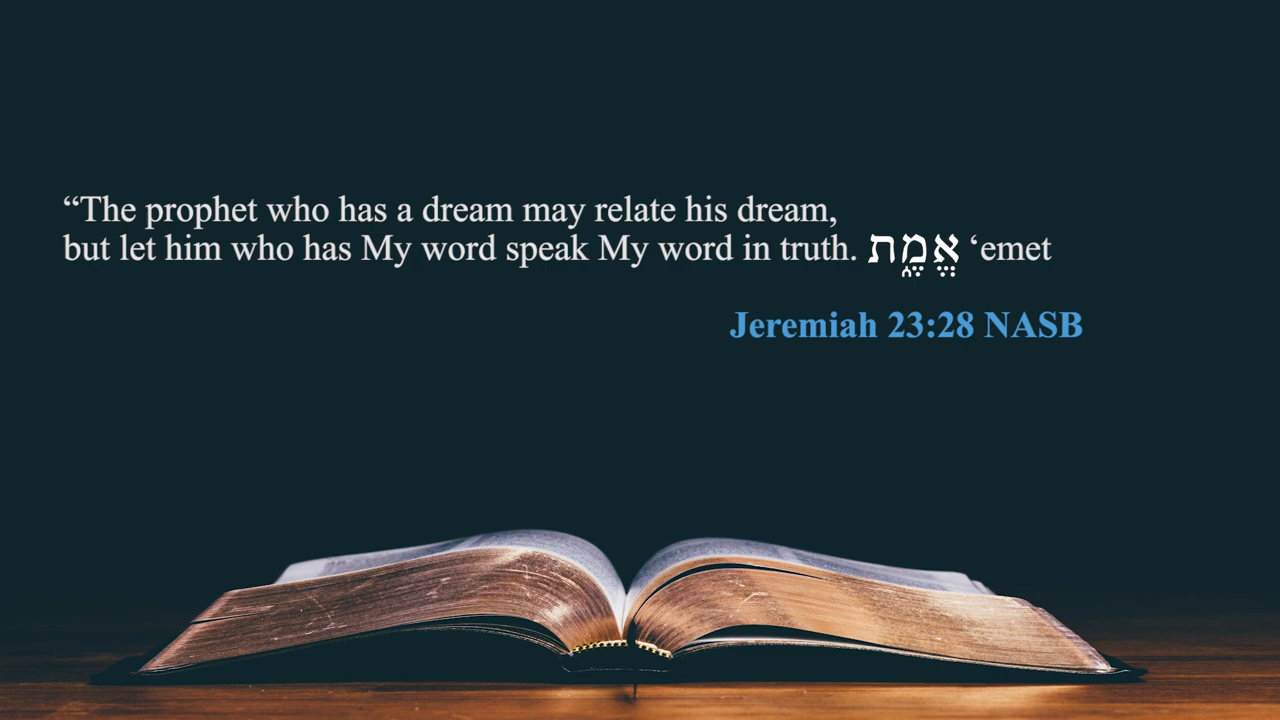 “The prophet who has a dream may relate his dream,
but let him who has My word speak My word in truth. אֱמֶ֑ת ‘emet
Jeremiah 23:28 NASB